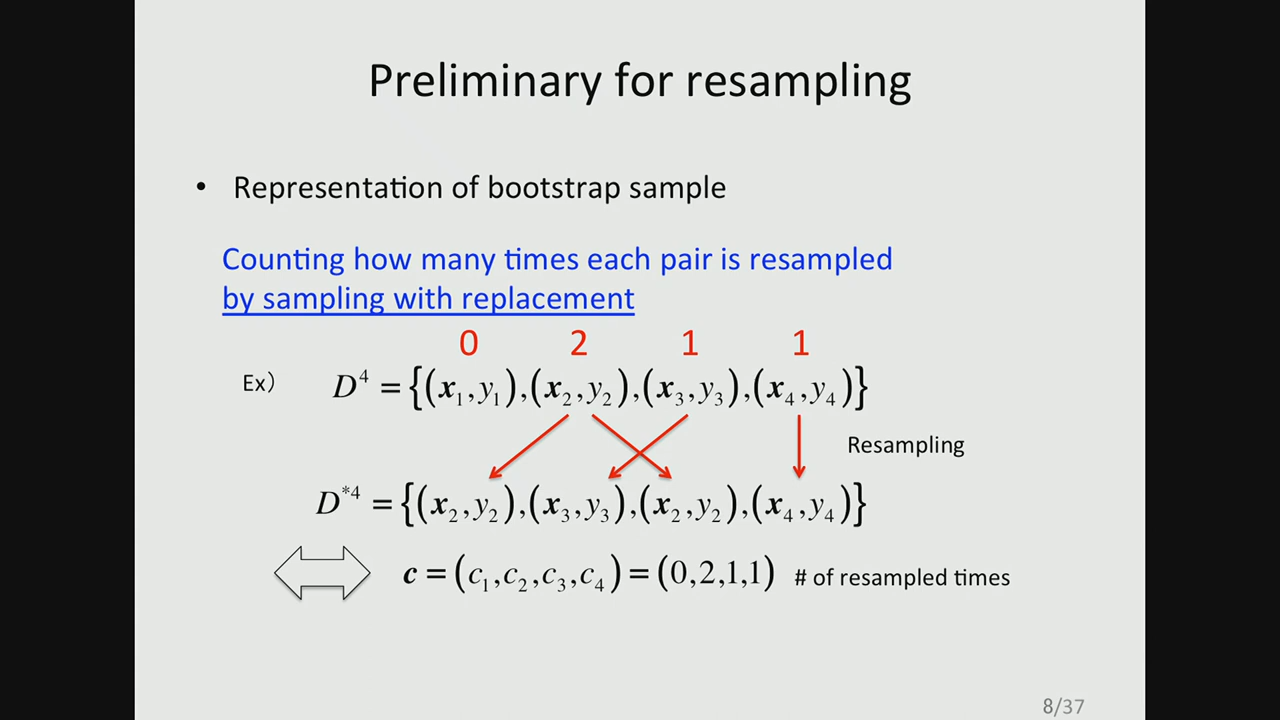 Preliminary for resampling
• Representation of bootstrap sample
Counting how many times each pair is resampled
by sampling with replacement
0 2 1 1
Ex) D⁴ = {(x₁,y₁),(x₂,y₂),(x₃,y₃),(x₄,y₄)}
Resampling
D*⁴ = {(x₂,y₂),(x₃,y₃),(x₂,y₂),(x₄,y₄)}
c = (c₁,c₂,c₃,c₄) = (0,2,1,1) # of resampled times
8/37